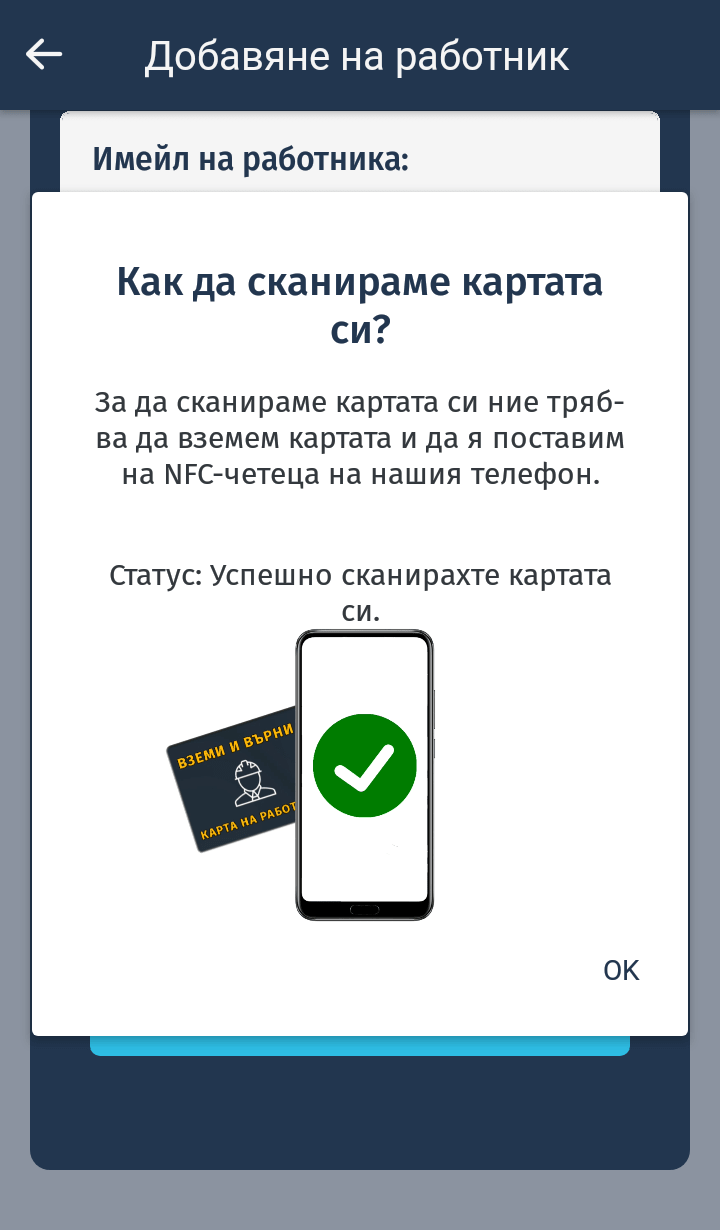 Добавяне на работник
Имейл на работника:
Как да сканираме картата
си?
За да сканираме картата си ние тряб-
ва да вземем картата и да я поставим
на NFC-четеца на нашия телефон.
Статус: Успешно сканирахте картата
си.
ВЗЕМИ И ВЪРНИ
КАРТА НА РАБОТ
OK